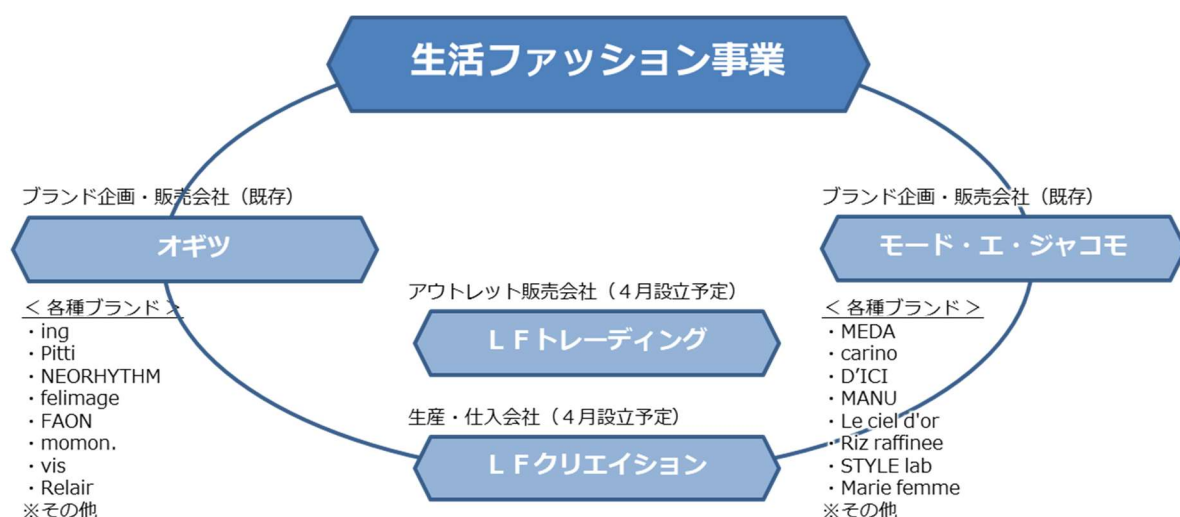 生活ファッション事業
ブランド企画・販売会社（既存）
オギツ
＜ 各種ブランド ＞
・ing
・Pitti
・NEORHYTHM
・felimage
・FAON
・momon.
・vis
・Relair
※その他
アウトレット販売会社（４月設立予定）
ＬＦトレーディング
生産・仕入会社（４月設立予定）
ＬＦクリエイション
ブランド企画・販売会社（既存）
モード・エ・ジャコモ
＜ 各種ブランド ＞
・MEDA
・carino
・D’ICI
・MANU
・Le ciel d'or
・Riz raffinee
・STYLE lab
・Marie femme
※その他